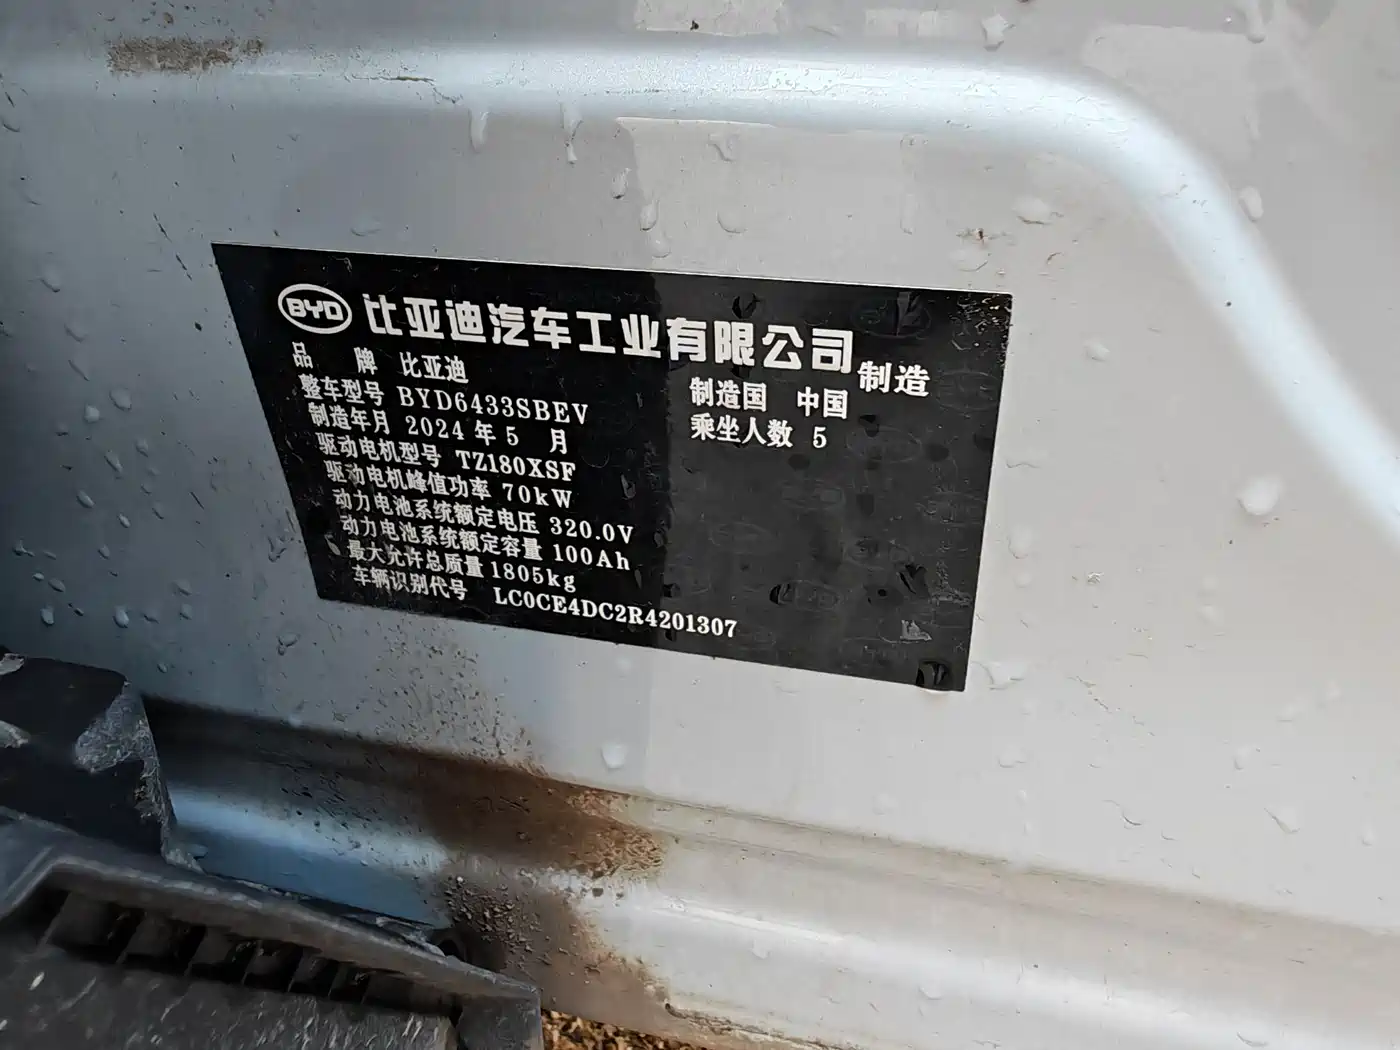 BYD 比亚迪汽车工业有限公司 制造
品 牌 比亚迪
整车型号 BYD6433SBEV 制造国 中国
制造年月 2024 年 5 月 乘坐人数 5
驱动电机型号 TZ180XSF
驱动电机峰值功率 70kW
动力电池系统额定电压 320.0V
动力电池系统额定容量 100Ah
最大允许总质量 1805kg
车辆识别代号 LC0CE4DC2R4201307